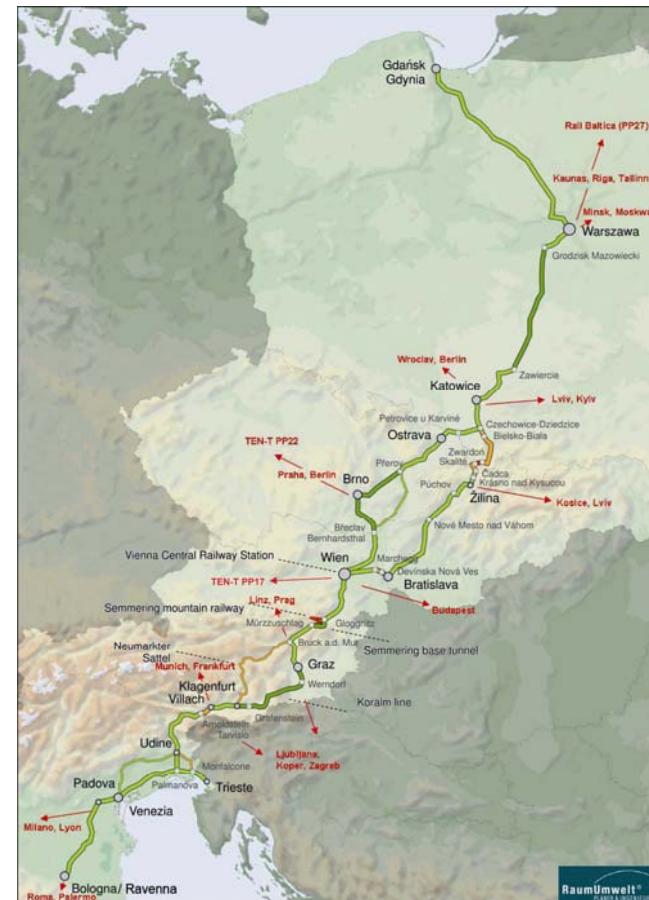 Gdańsk
Gdynia
Rail Baltica (PP27)
Kaunas, Riga, Tallinn
Minsk, Moskwa
Warszawa
Grodzisk Mazowiecki
Wroclaw, Berlin
Zawiercie
Katowice
Lviv, Kyiv
Petrovice u Karviné
Czechowice-Dziedzice
Ostrava
Bielsko-Biala
TEN-T PP22
Zwardoń
Přerov
Skalité
Čadca
Praha, Berlin
Krásno nad Kysucou
Púchov
Brno
Žilina
Kosice, Lviv
Nové Mesto nad Váhom
Břeclav
Bernhardsthal
Vienna Central Railway Station
Wien
Marchegg
Devínska Nová Ves
TEN-T PP17
Bratislava
Linz, Prag
Budapest
Semmering mountain railway
Mürzzuschlag
Gloggnitz
Neumarkter
Sattel
Bruck a.d. Mur
Semmering base tunnel
Munich, Frankfurt
Graz
Klagenfurt
Werndorf
Villach
Koralm line
Grafenstein
Arnoldstein
Tarvisio
Udine
Ljubljana,
Koper, Zagreb
Monfalcone
Padova
Palmanova
Trieste
Venezia
Milano, Lyon
Bologna/ Ravenna
Roma, Palermo
RaumUmwelt®